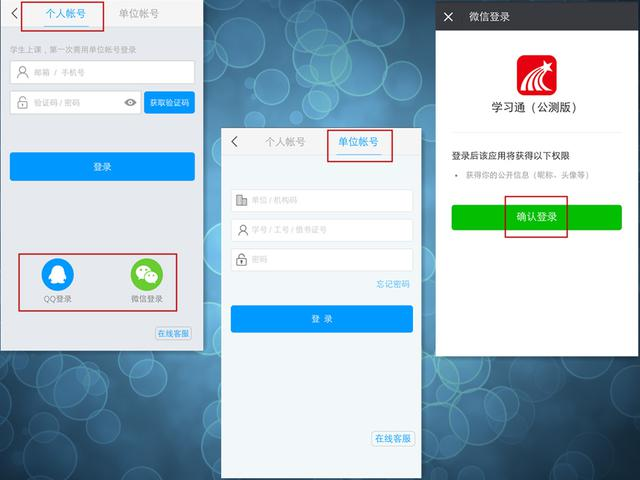 个人帐号 单位帐号
学生上课，第一次需用单位帐号登录
邮箱 / 手机号
验证码 / 密码 获取验证码
登录
QQ登录 微信登录
在线客服
个人帐号 单位帐号
单位 / 机构码
学号 / 工号 / 借书证号
密码
忘记密码
登 录
在线客服
微信登录
学习通（公测版）
登录后该应用将获得以下权限
• 获得你的公开信息（昵称、头像等）
确认登录